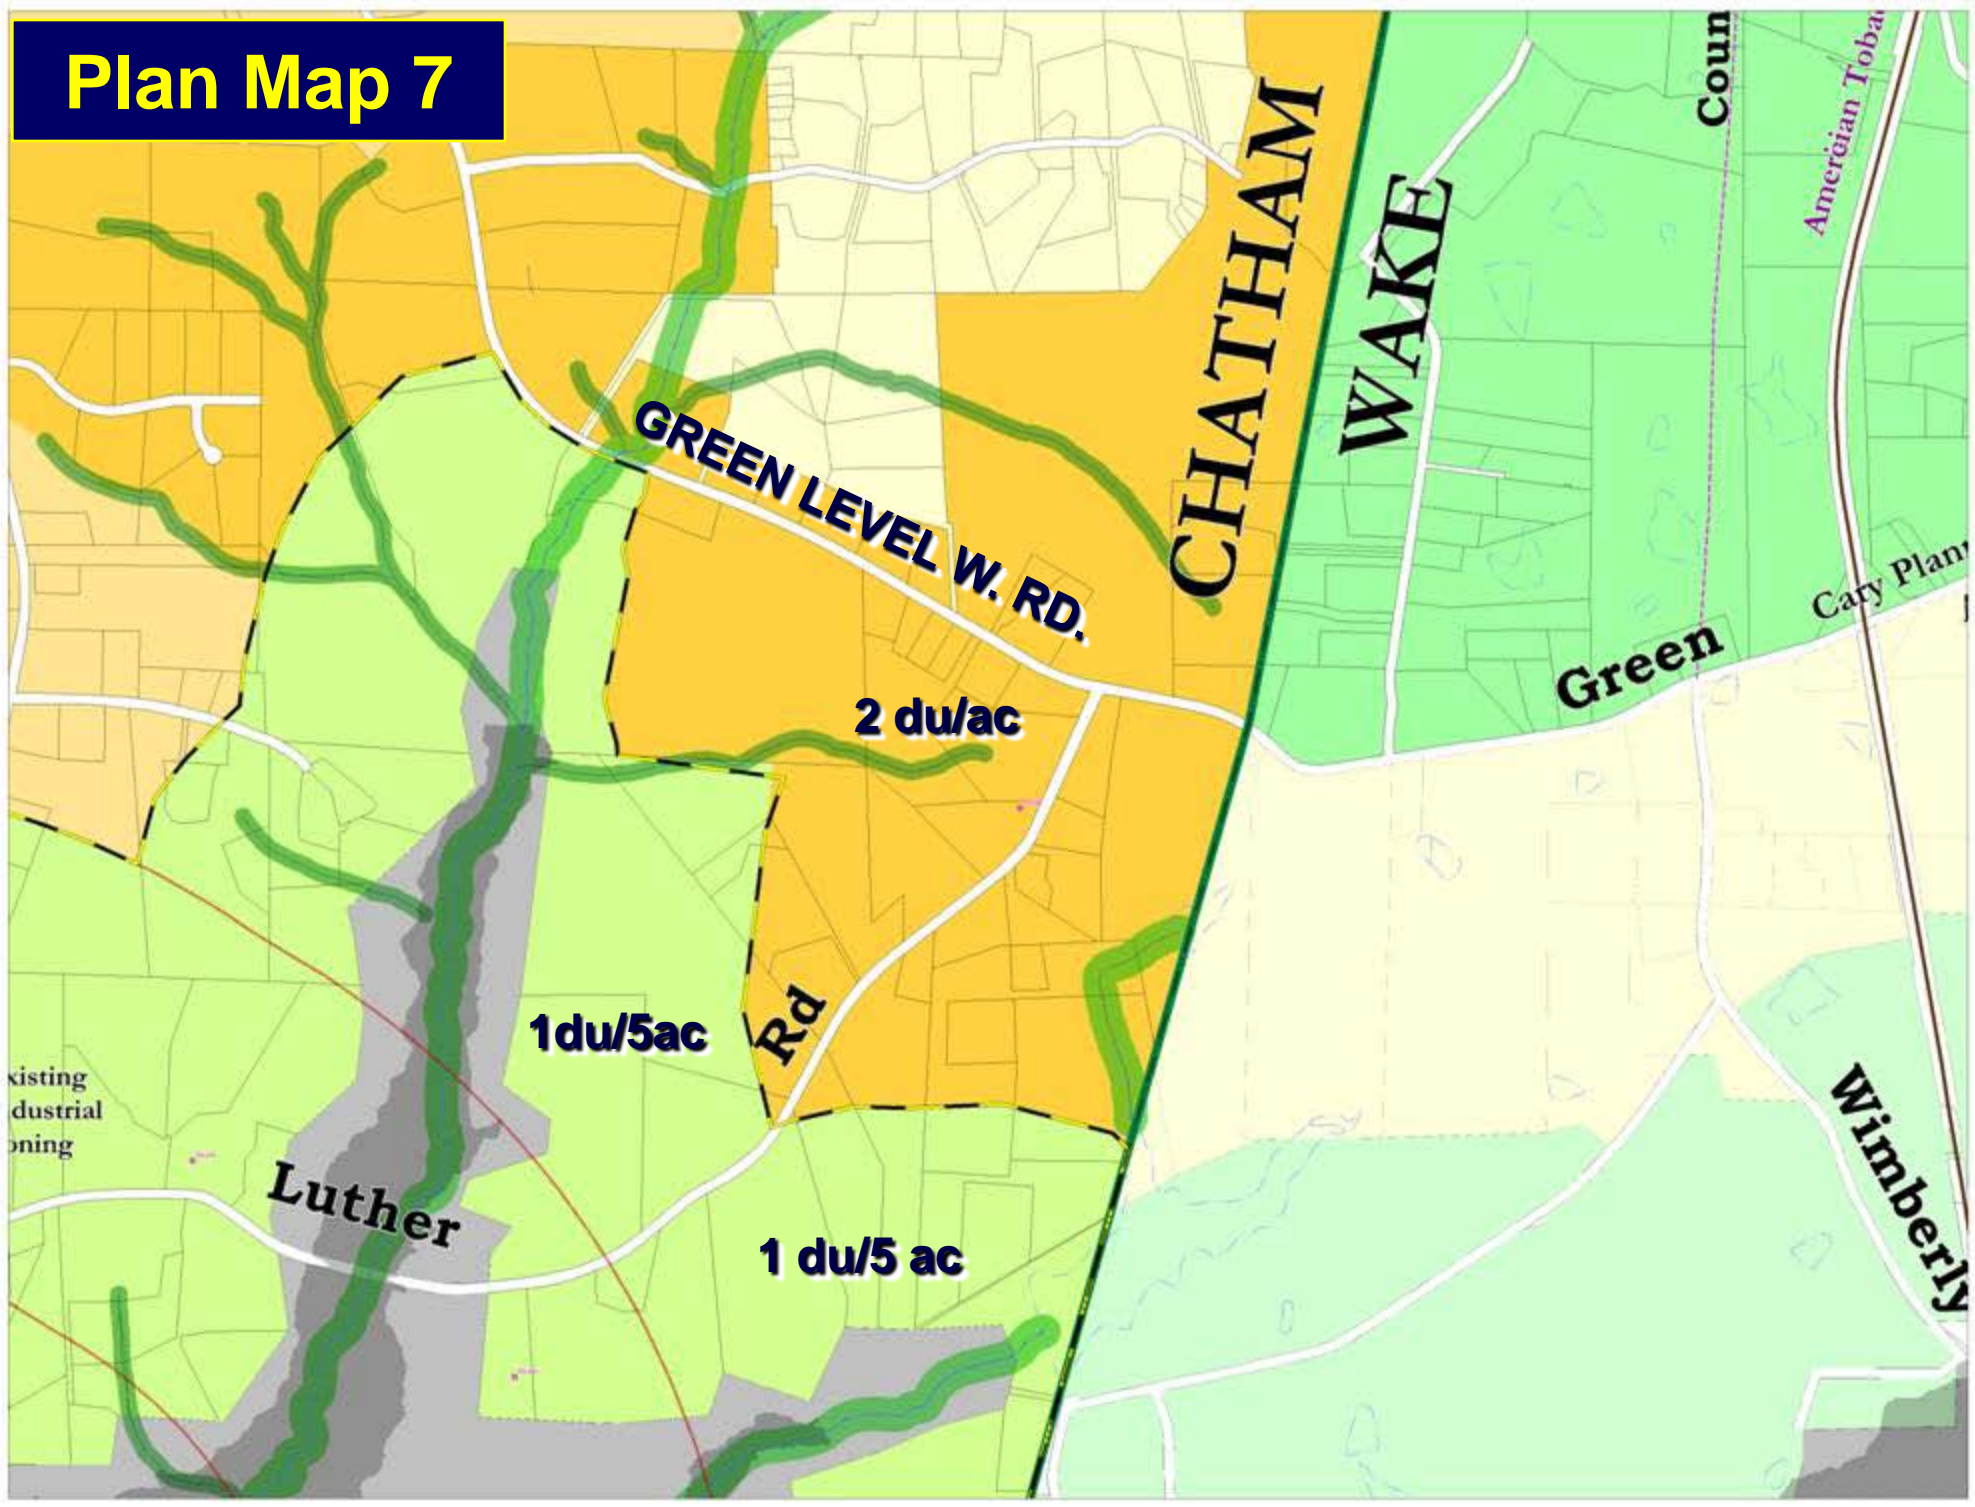 Plan Map 7
CHATHAM
WAKE
Coun
Ameroian Toba
GREEN LEVEL W. RD.
Cary Plan
Green
2 du/ac
1du/5ac
Rd
xisting
dustrial
oning
Luther
1 du/5 ac
Wimberly